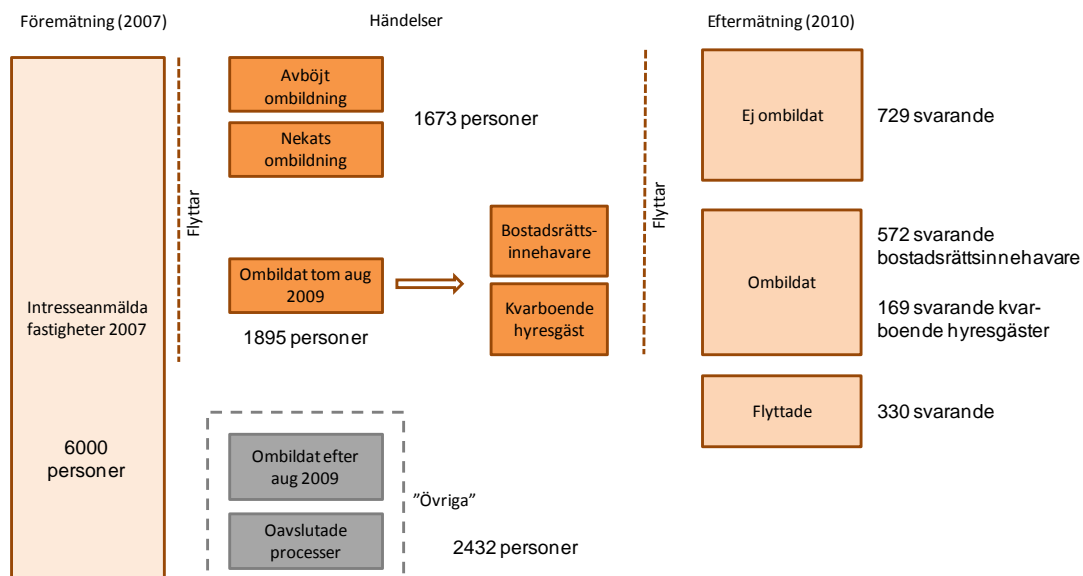 Föremätning (2007)
Händelser
Eftermätning (2010)
Intresseanmälda
fastigheter 2007
6000
personer
Flyttar
Avböjt
ombildning
Nekats
ombildning
1673 personer
Ombildat tom aug
2009
1895 personer
Bostadsrätts-
innehavare
Kvarboende
hyresgäst
Ombildat efter
aug 2009
Oavslutade
processer
”Övriga”
2432 personer
Flyttar
Ej ombildat
729 svarande
Ombildat
572 svarande
bostadsrättsinnehavare
169 svarande kvar-
boende hyresgäster
Flyttade
330 svarande